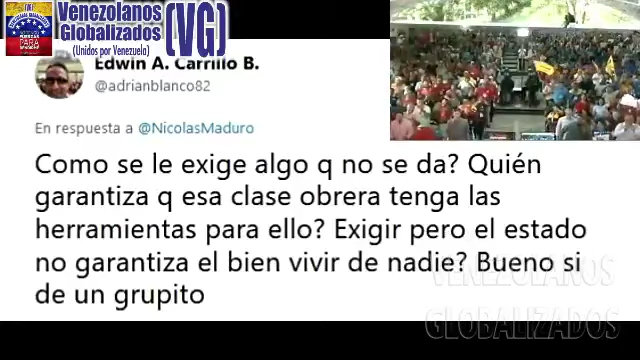 Venezolanos
Globalizados
(Unidos por Venezuela)
(VG)
(VG)
PARA
Edwin A. Carrillo B.
@adrianblanco82
En respuesta a @NicolasMaduro
Como se le exige algo q no se da? Quién
garantiza q esa clase obrera tenga las
herramientas para ello? Exigir pero el estado
no garantiza el bien vivir de nadie? Bueno si
de un grupito
VENEZOLANOS
GLOBALIZADOS